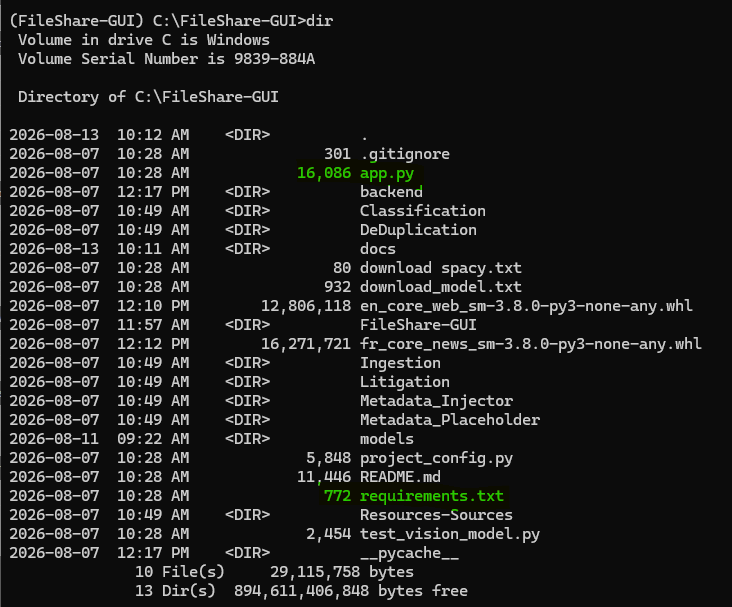 (FileShare-GUI) C:\FileShare-GUI>dir
 Volume in drive C is Windows
 Volume Serial Number is 9839-884A

 Directory of C:\FileShare-GUI

2026-08-13  10:12 AM    <DIR>          .
2026-08-07  10:28 AM               301 .gitignore
2026-08-07  10:28 AM            16,086 app.py
2026-08-07  12:17 PM    <DIR>          backend
2026-08-07  10:49 AM    <DIR>          Classification
2026-08-07  10:49 AM    <DIR>          DeDuplication
2026-08-13  10:11 AM    <DIR>          docs
2026-08-07  10:28 AM                80 download spacy.txt
2026-08-07  10:28 AM               932 download_model.txt
2026-08-07  12:10 PM        12,806,118 en_core_web_sm-3.8.0-py3-none-any.whl
2026-08-07  11:57 AM    <DIR>          FileShare-GUI
2026-08-07  12:12 PM        16,271,721 fr_core_news_sm-3.8.0-py3-none-any.whl
2026-08-07  10:49 AM    <DIR>          Ingestion
2026-08-07  10:49 AM    <DIR>          Litigation
2026-08-07  10:49 AM    <DIR>          Metadata_Injector
2026-08-07  10:49 AM    <DIR>          Metadata_Placeholder
2026-08-11  09:22 AM    <DIR>          models
2026-08-07  10:28 AM             5,848 project_config.py
2026-08-07  10:28 AM            11,446 README.md
2026-08-07  10:28 AM               772 requirements.txt
2026-08-07  10:49 AM    <DIR>          Resources-Sources
2026-08-07  10:28 AM             2,454 test_vision_model.py
2026-08-07  12:17 PM    <DIR>          __pycache__
              10 File(s)     29,115,758 bytes
              13 Dir(s)  894,611,406,848 bytes free